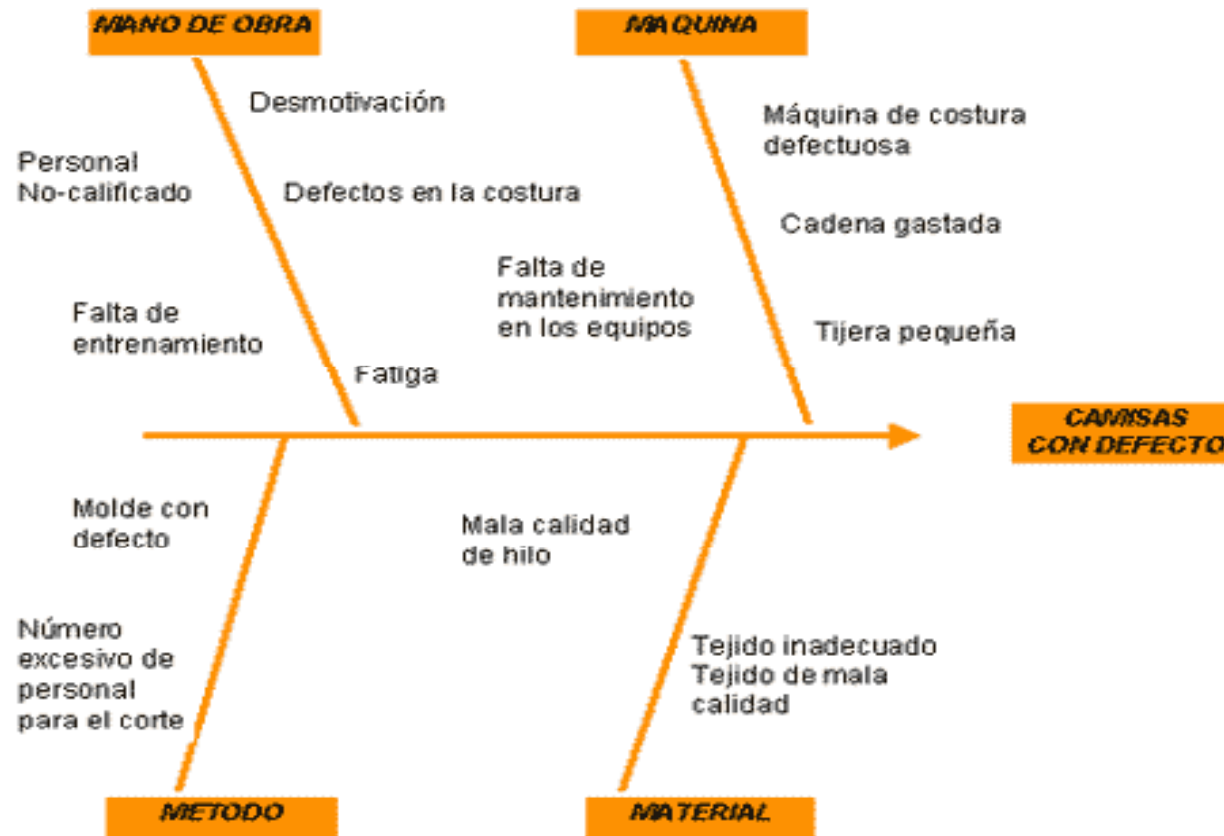 MANO DE OBRA
MAQUINA
Desmotivación
Máquina de costura
defectuosa
Personal
No-calificado
Defectos en la costura
Cadena gastada
Falta de
mantenimiento
en los equipos
Falta de
entrenamiento
Tijera pequeña
Fatiga
CAMISAS
CON DEFECTO
Molde con
defecto
Mala calidad
de hilo
Número
excesivo de
personal
para el corte
Tejido inadecuado
Tejido de mala
calidad
METODO
MATERIAL